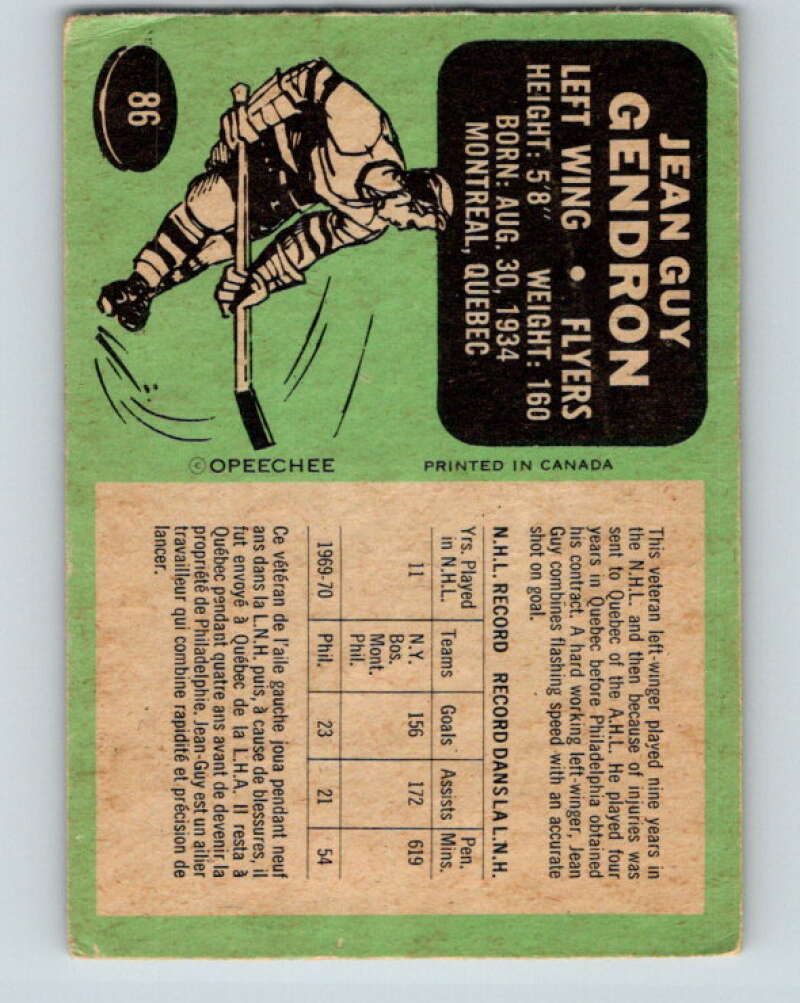 86
JEAN GUY
GENDRON
LEFT WING • FLYERS
HEIGHT: 5'8" WEIGHT: 160
BORN: AUG. 30, 1934
MONTREAL, QUEBEC
© OPEECHEE
PRINTED IN CANADA
This veteran left-winger played nine years in
the N.H.L. and then because of injuries was
sent to Quebec of the A.H.L. He played four
years in Quebec before Philadelphia obtained
his contract. A hard working left-winger, Jean
Guy combines flashing speed with an accurate
shot on goal.
N.H.L. RECORD RECORD DANS LA L.N.H.
Yrs. Played in N.H.L. Teams Goals Assists Pen. Mins.
11 N.Y. 156 172 619
Bos.
Mont.
Phil.
1969-70 Phil. 23 21 54
Ce vétéran de l'aile gauche joua pendant neuf
ans dans la L.N.H. puis, à cause de blessures, il
fut envoyé à Québec de la L.H.A. Il resta à
Québec pendant quatre ans avant de devenir la
propriété de Philadelphie. Jean-Guy est un ailier
travailleur qui combine rapidité et précision de
lancer.